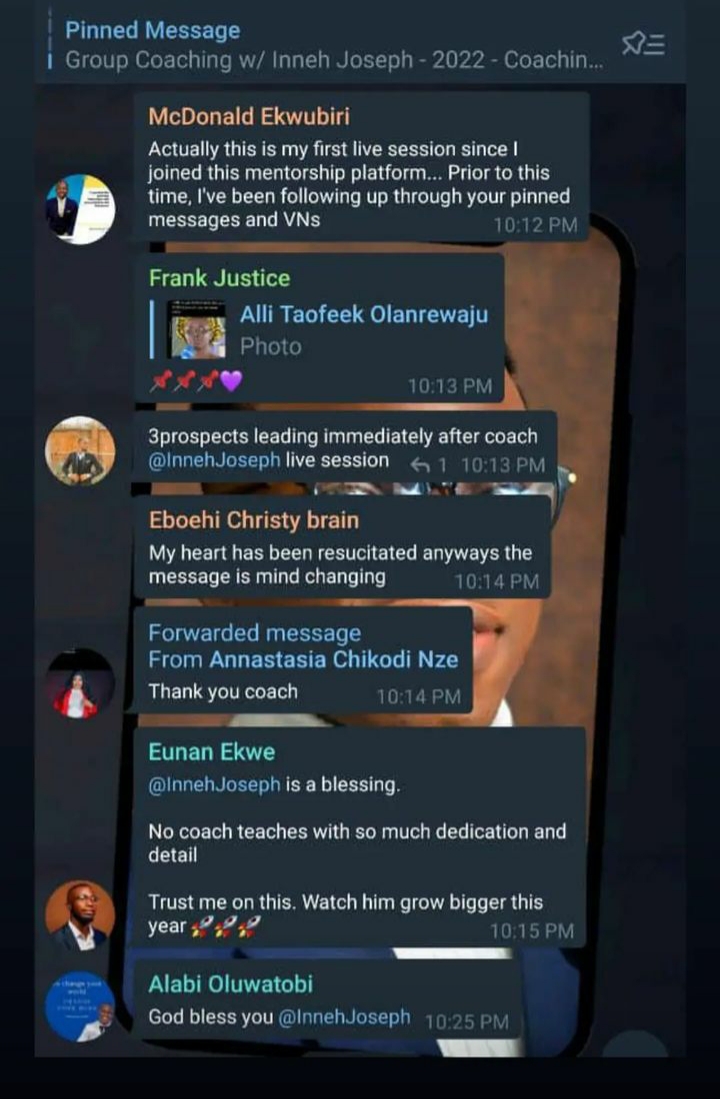 Pinned Message
Group Coaching w/ Inneh Joseph - 2022 - Coachin...
McDonald Ekwubiri
Actually this is my first live session since I
joined this mentorship platform... Prior to this
time, I've been following up through your pinned
messages and VNs
10:12 PM
Frank Justice
Alli Taofeek Olanrewaju
Photo
📌📌📌💜
10:13 PM
3prospects leading immediately after coach
@InnehJoseph live session
1 10:13 PM
Eboehi Christy brain
My heart has been resucitated anyways the
message is mind changing
10:14 PM
Forwarded message
From Annastasia Chikodi Nze
Thank you coach
10:14 PM
Eunan Ekwe
@InnehJoseph is a blessing.
No coach teaches with so much dedication and
detail
Trust me on this. Watch him grow bigger this
year 🚀🚀🚀
10:15 PM
Alabi Oluwatobi
God bless you @InnehJoseph
10:25 PM